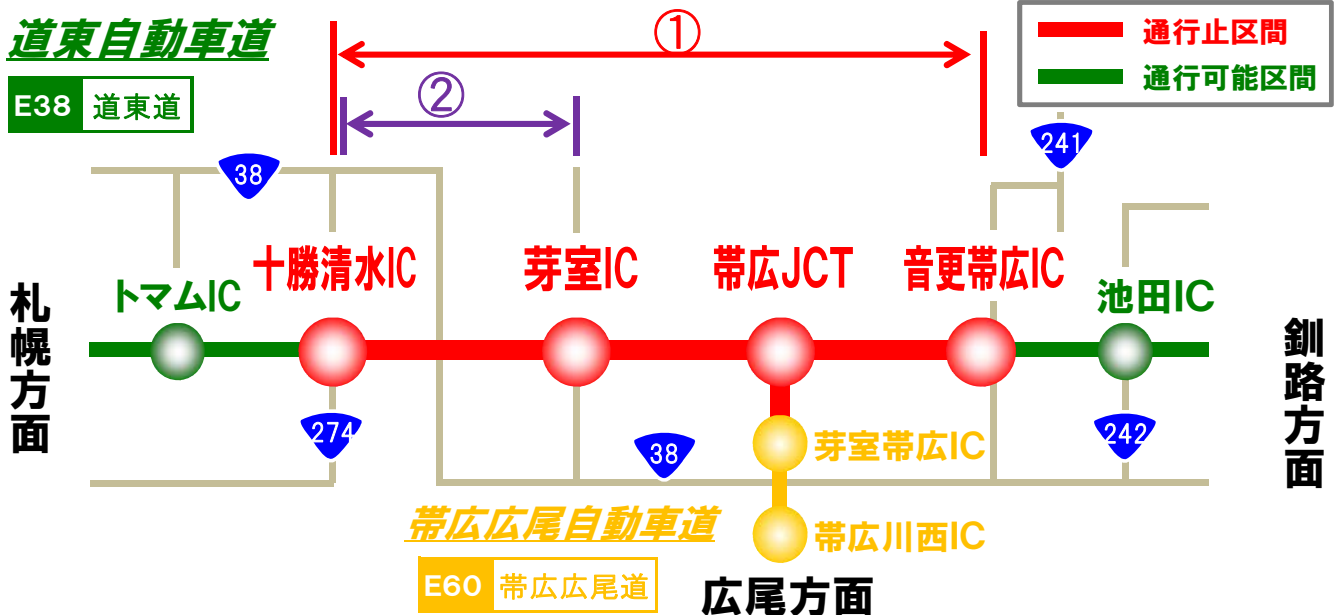 道東自動車道
E38 道東道
①
②
通行止区間
通行可能区間
241
38
十勝清水IC
芽室IC
帯広JCT
音更帯広IC
トマムIC
池田IC
札幌方面
釧路方面
274
38
242
芽室帯広IC
帯広広尾自動車道
帯広川西IC
E60 帯広広尾道
広尾方面